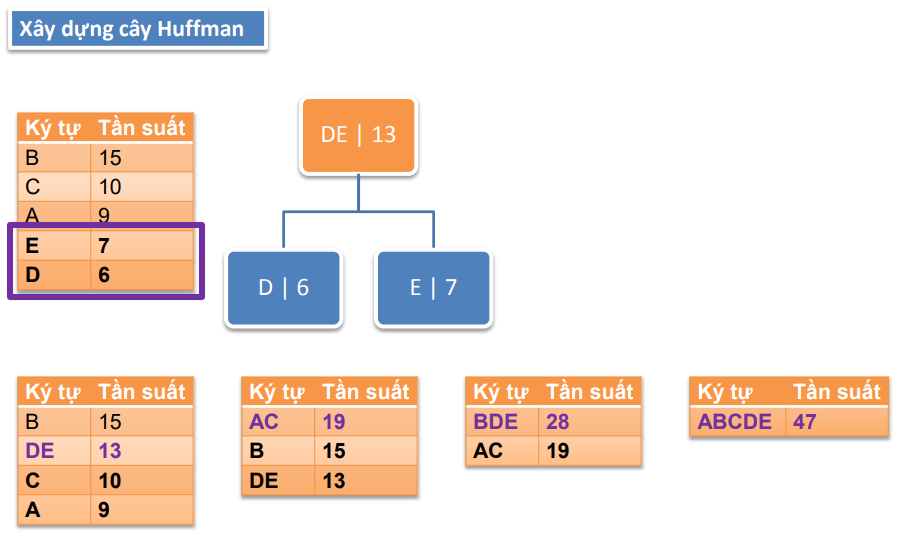 Xây dựng cây Huffman
Ký tự Tần suất
B 15
C 10
A 9
E 7
D 6
DE | 13
D | 6
E | 7
Ký tự Tần suất
B 15
DE 13
C 10
A 9
Ký tự Tần suất
AC 19
B 15
DE 13
Ký tự Tần suất
BDE 28
AC 19
Ký tự Tần suất
ABCDE 47